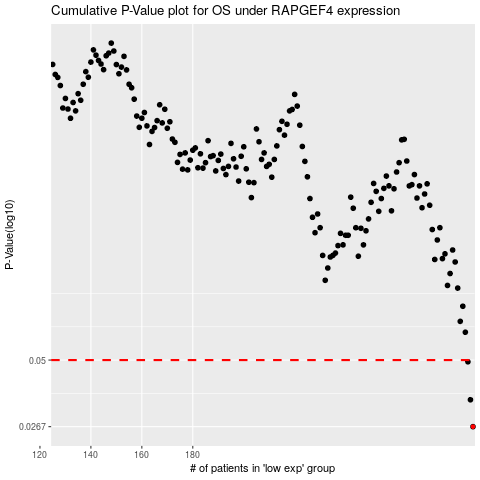 Cumulative P-Value plot for OS under RAPGEF4 expression
P-Value(log10)
0.05
0.0267
120 140 160 180
# of patients in 'low exp' group